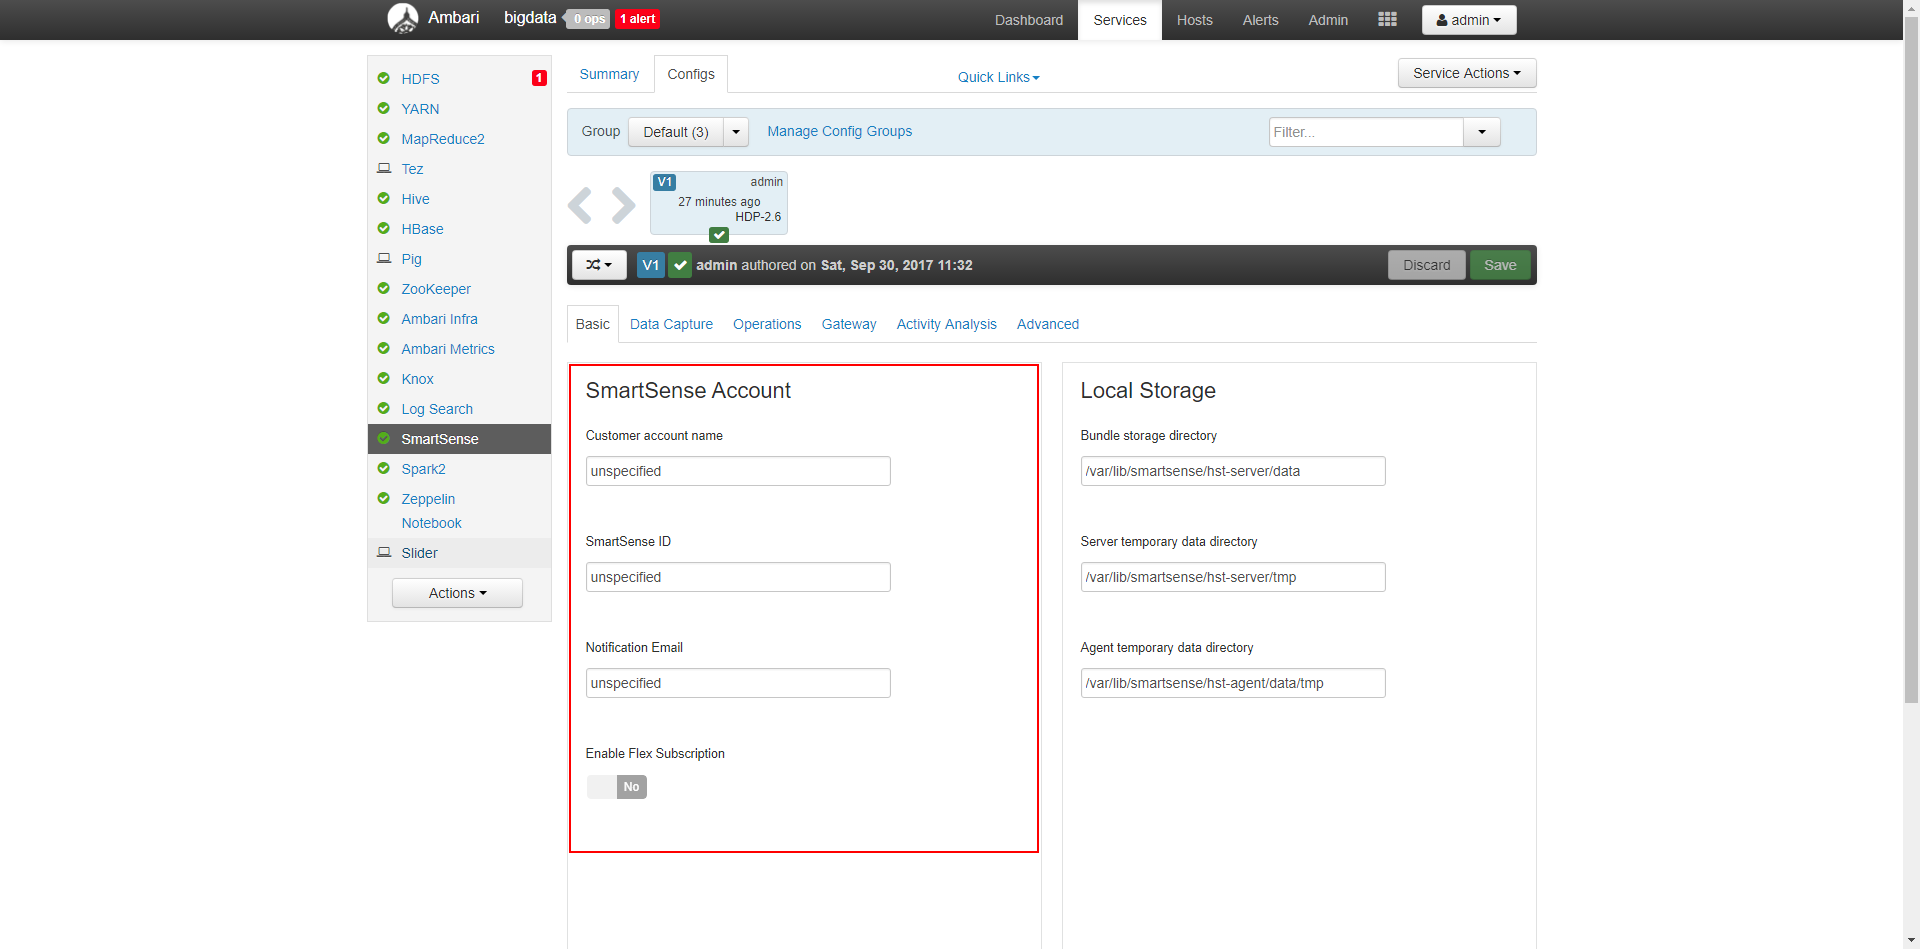 Ambari bigdata 0 ops 1 alert Dashboard Services Hosts Alerts Admin admin
HDFS 1
YARN
MapReduce2
Tez
Hive
HBase
Pig
ZooKeeper
Ambari Infra
Ambari Metrics
Knox
Log Search
SmartSense
Spark2
Zeppelin
Notebook
Slider
Actions
Summary Configs Quick Links Service Actions
Group Default (3) Manage Config Groups Filter...
V1 admin
27 minutes ago
HDP-2.6
V1 admin authored on Sat, Sep 30, 2017 11:32 Discard Save
Basic Data Capture Operations Gateway Activity Analysis Advanced
SmartSense Account
Customer account name
unspecified
SmartSense ID
unspecified
Notification Email
unspecified
Enable Flex Subscription
No
Local Storage
Bundle storage directory
/var/lib/smartsense/hst-server/data
Server temporary data directory
/var/lib/smartsense/hst-server/tmp
Agent temporary data directory
/var/lib/smartsense/hst-agent/data/tmp